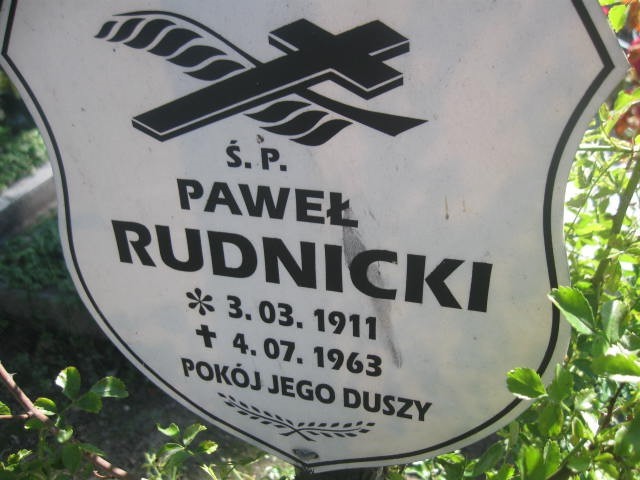 Ś. P.
PAWEŁ
RUDNICKI
* 3. 03. 1911
✝ 4. 07. 1963
POKÓJ JEGO DUSZY